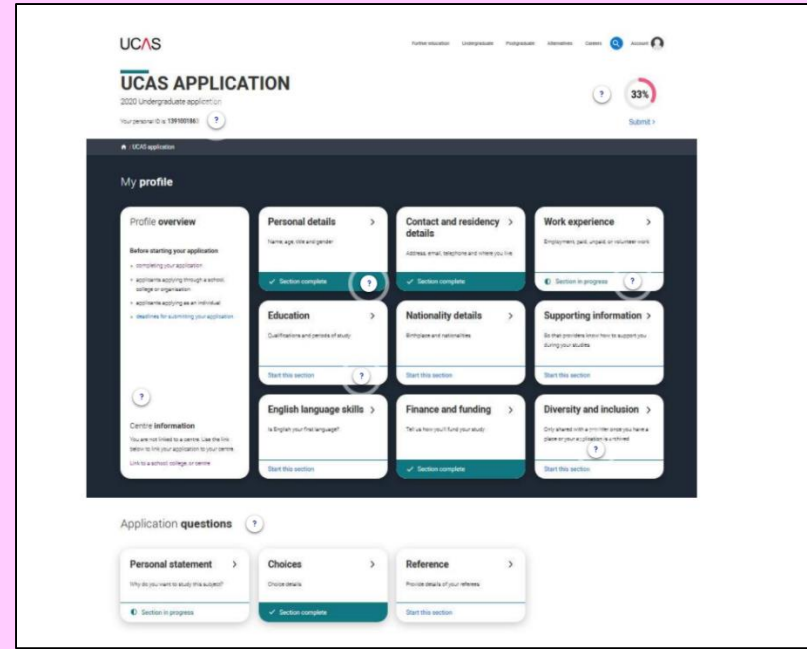 UCAS
Further education Undergraduate Postgraduate Alternatives Careers Account
UCAS APPLICATION
2020 Undergraduate application
?
33%
Your personal ID is:
?
Submit >
/ UCAS application
My profile
Profile overview
Before starting your application
completing your application
applicants applying through a school, college or organisation
applicants applying as an individual
deadlines for submitting your application
?
Centre information
You are not linked to a centre. Use the link
below to link your application to your centre.
Link to a school college or centre
Personal details >
Name, age, title and gender
✓ Section complete
?
Contact and residency >
details
Address, email, telephone and where you live
✓ Section complete
Work experience >
Employment, paid, unpaid, or volunteer work
Section in progress
?
Education >
Qualifications and periods of study
Start this section
?
Nationality details >
Birthplace and nationalities
Start this section
Supporting information >
So that providers know how to support you
during your studies
Start this section
English language skills >
Is English your first language?
Start this section
Finance and funding >
Tell us how you'll fund your study
✓ Section complete
Diversity and inclusion >
Only shared with a provider once you have a
place or your application is archived
?
Start this section
Application questions
?
Personal statement >
Why do you want to study this subject?
Section in progress
Choices >
Choice details
✓ Section complete
Reference >
Provide details of your referees
Start this section